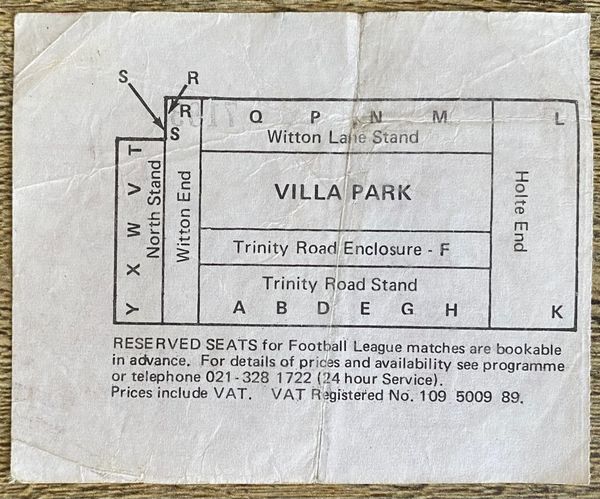 S R
R
S
Q P N M L
Witton Lane Stand
Y X W V T
North Stand
Witton End
VILLA PARK
Holte End
Trinity Road Enclosure - F
Trinity Road Stand
A B D E G H K
RESERVED SEATS for Football League matches are bookable
in advance. For details of prices and availability see programme
or telephone 021-328 1722 (24 hour Service).
Prices include VAT. VAT Registered No. 109 5009 89.